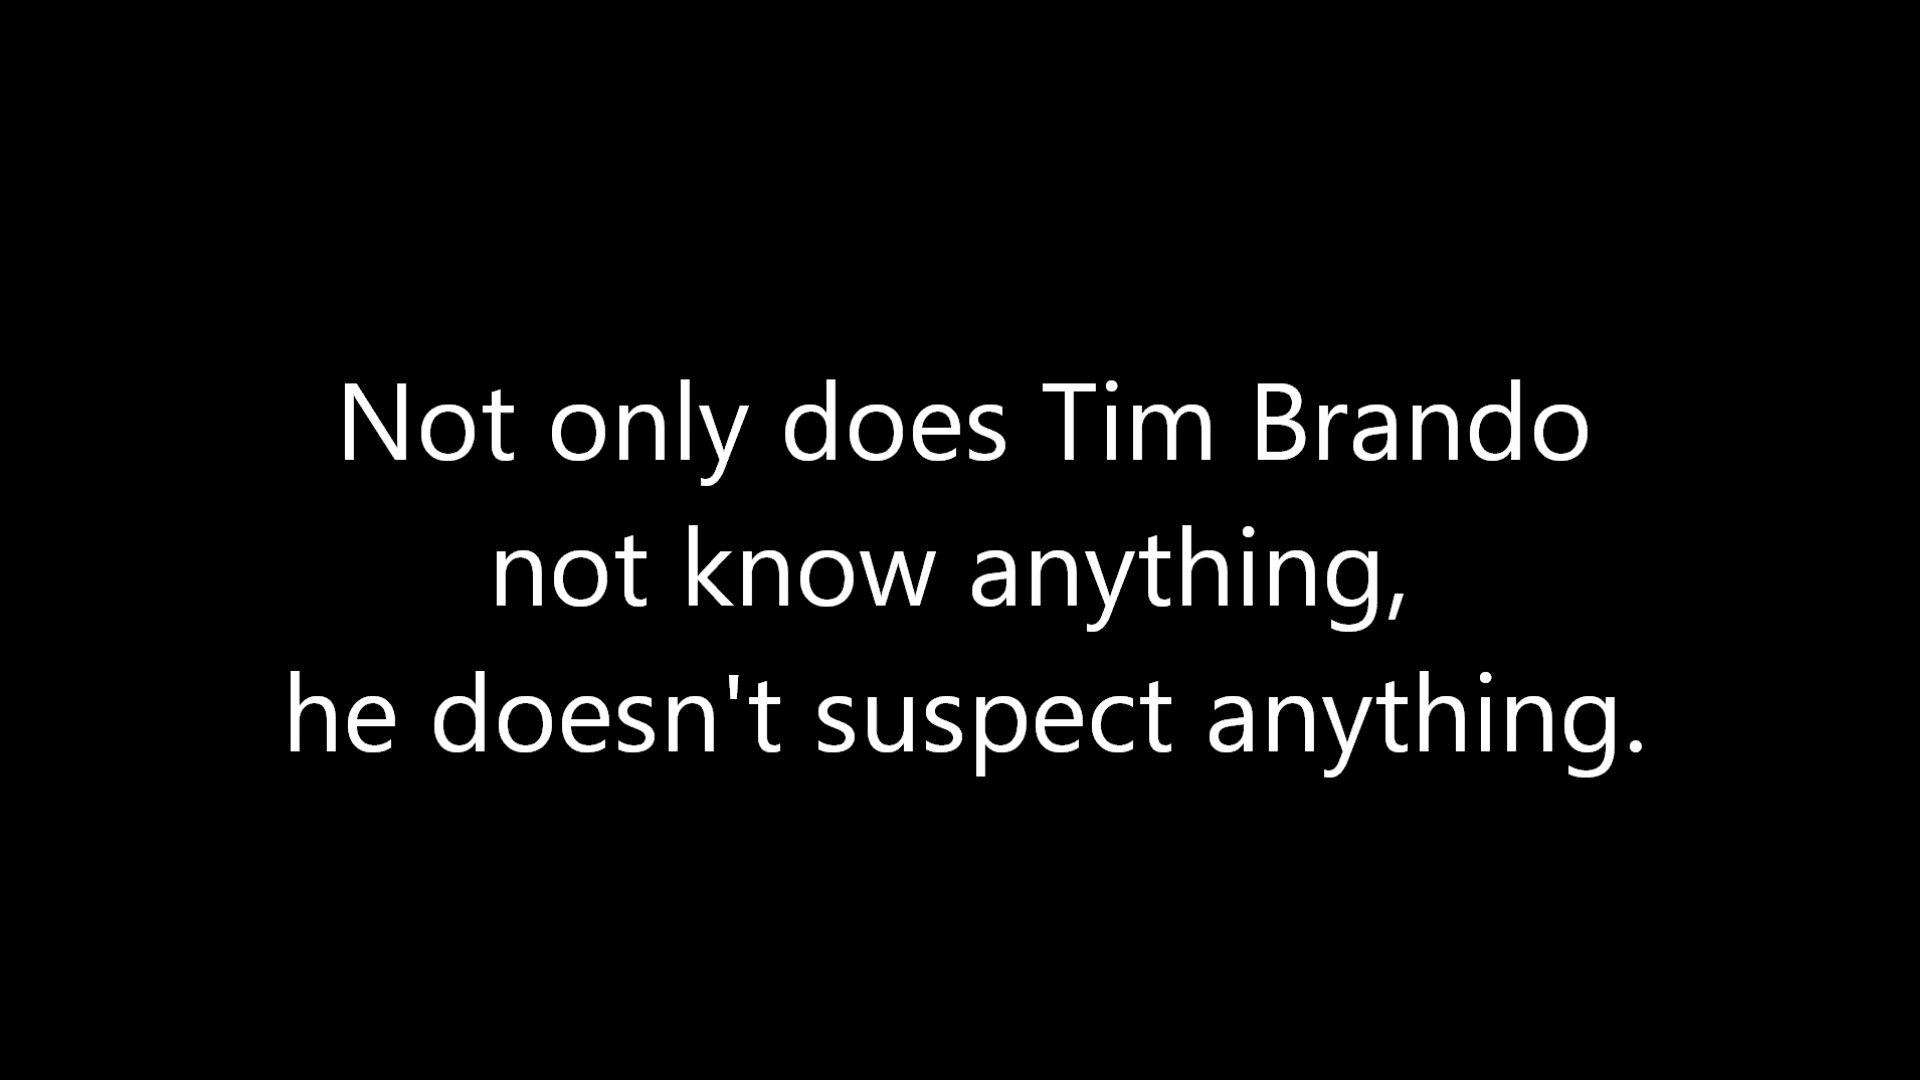 Not only does Tim Brando
not know anything,
he doesn't suspect anything.